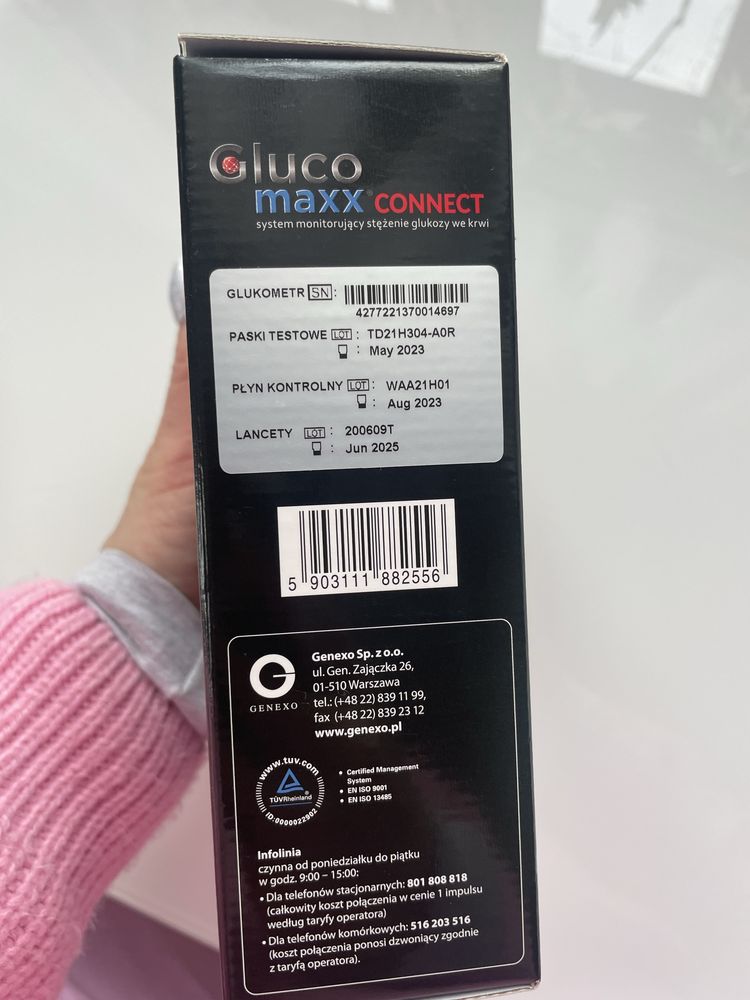 Gluco
maxx® CONNECT
system monitorujący stężenie glukozy we krwi
GLUKOMETR SN :
4277221370014697
PASKI TESTOWE LOT : TD21H304-A0R
: May 2023
PŁYN KONTROLNY LOT : WAA21H01
: Aug 2023
LANCETY LOT : 200609T
: Jun 2025
5 903111 882556
GENEXO
Genexo Sp. z o.o.
ul. Gen. Zajączka 26,
01-510 Warszawa
tel.: (+48 22) 839 11 99,
fax (+48 22) 839 23 12
www.genexo.pl
www.tuv.com
TÜVRheinland®
ID:0000022902
• Certified Management
System
• EN ISO 9001
• EN ISO 13485
Infolinia
czynna od poniedziałku do piątku
w godz. 9:00 – 15:00:
• Dla telefonów stacjonarnych: 801 808 818
(całkowity koszt połączenia w cenie 1 impulsu
według taryfy operatora)
• Dla telefonów komórkowych: 516 203 516
(koszt połączenia ponosi dzwoniący zgodnie
z taryfą operatora).